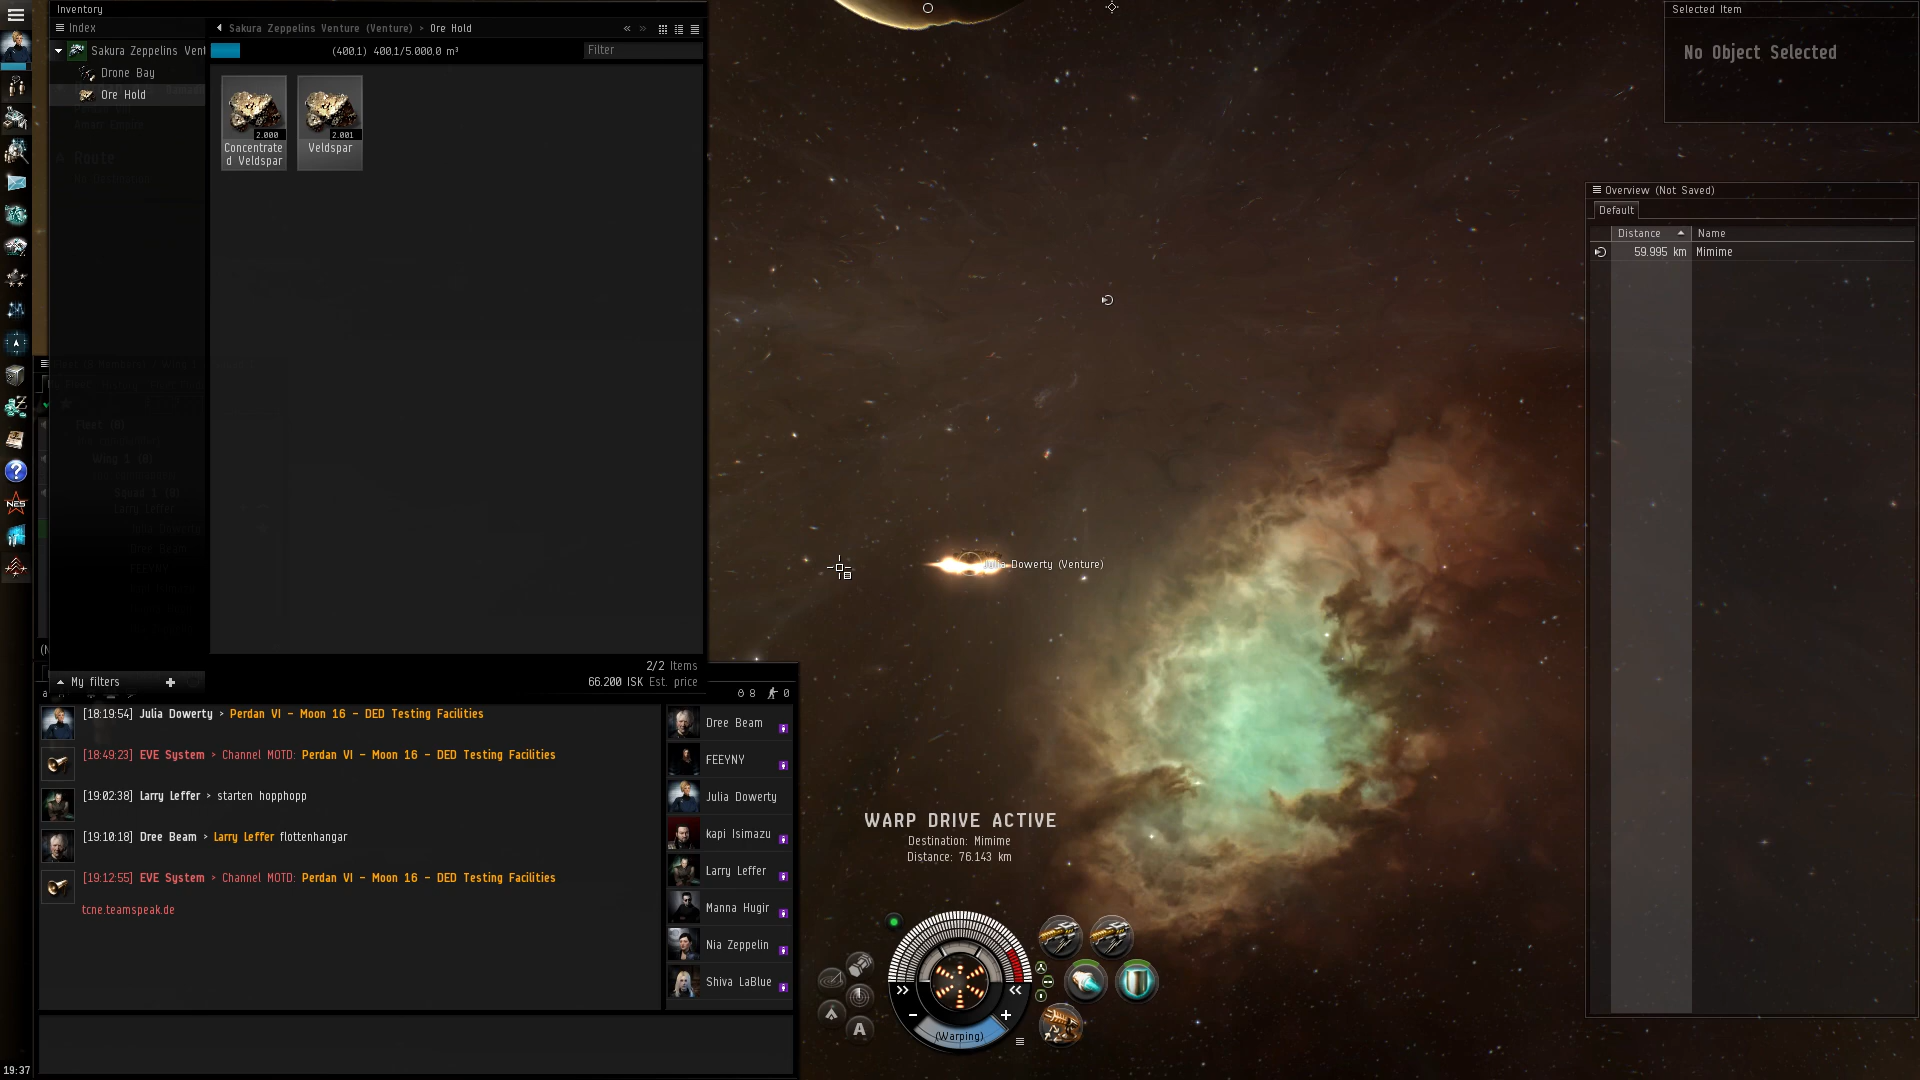 Inventory
Index
Sakura Zeppelins Vent
Drone Bay
Ore Hold
Sakura Zeppelins Venture (Venture) › Ore Hold
(400.1) 400.1/5.000.0 m³
Filter
2.000
Concentrate
d Veldspar
2.001
Veldspar
Route
2/2 Items
66.200 ISK Est. price
My filters
8 0
[18:19:54] Julia Dowerty > Perdan VI - Moon 16 - DED Testing Facilities
[18:49:23] EVE System > Channel MOTD: Perdan VI - Moon 16 - DED Testing Facilities
[19:02:38] Larry Leffer > starten hopphopp
[19:10:18] Dree Beam > Larry Leffer flottenhangar
[19:12:55] EVE System > Channel MOTD: Perdan VI - Moon 16 - DED Testing Facilities
tcne.teamspeak.de
Dree Beam
FEEYNY
Julia Dowerty
kapi Isimazu
Larry Leffer
Manna Hugir
Nia Zeppelin
Shiva LaBlue
NES
19:37
Julia Dowerty (Venture)
WARP DRIVE ACTIVE
Destination: Mimime
Distance: 76.143 km
(Warping)
A
Selected Item
No Object Selected
Overview (Not Saved)
Default
Distance Name
59.995 km Mimime